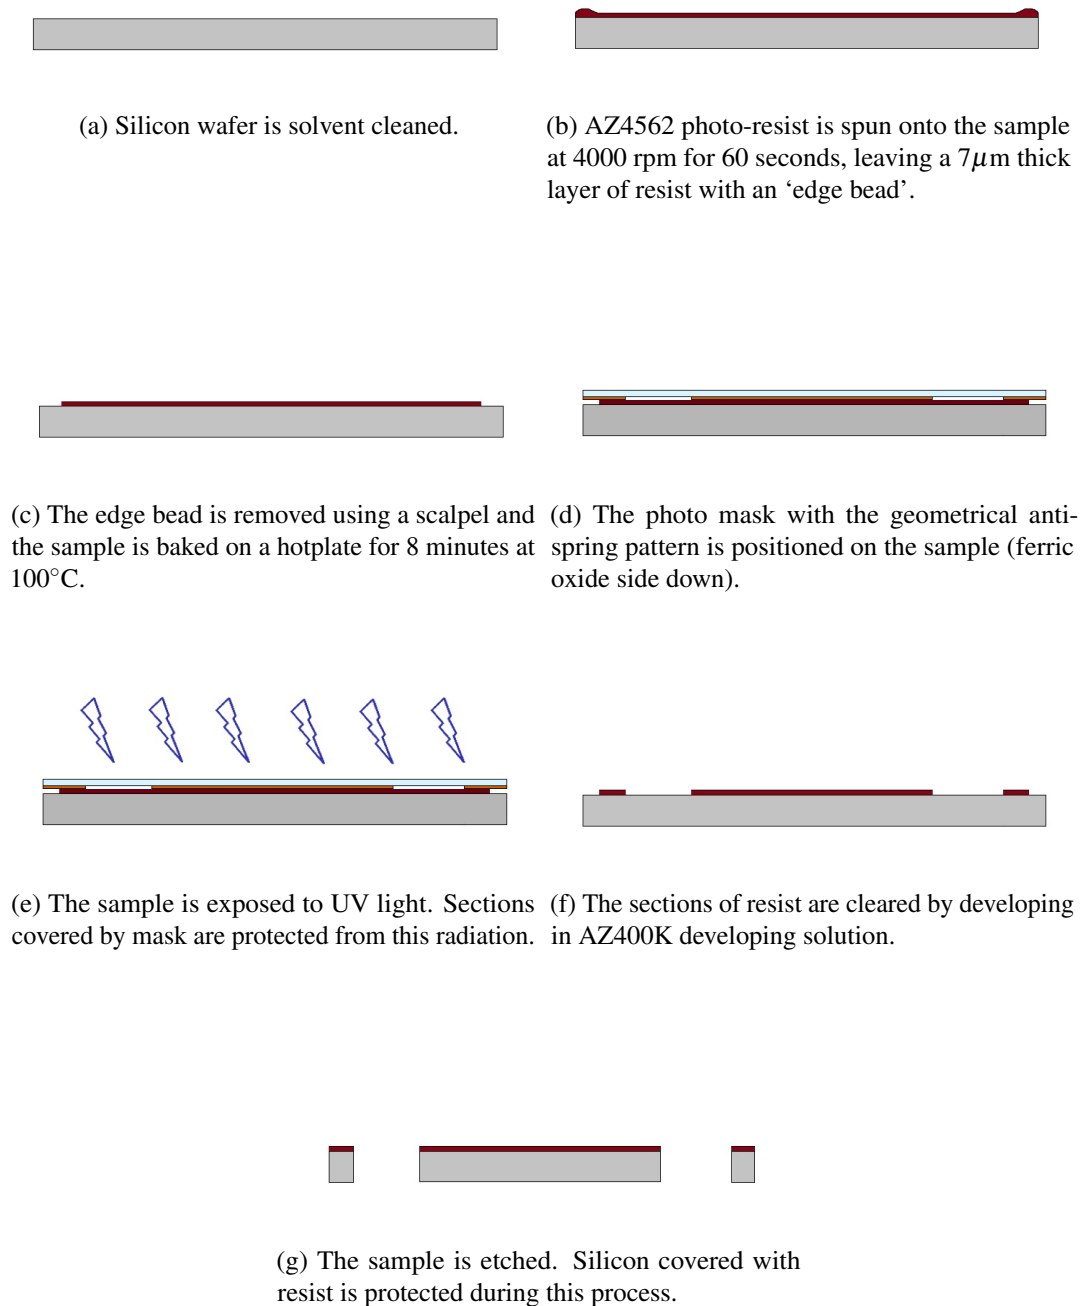 (a) Silicon wafer is solvent cleaned.
(b) AZ4562 photo-resist is spun onto the sample
at 4000 rpm for 60 seconds, leaving a 7μm thick
layer of resist with an ‘edge bead’.
(c) The edge bead is removed using a scalpel and
the sample is baked on a hotplate for 8 minutes at
100°C.
(d) The photo mask with the geometrical anti-
spring pattern is positioned on the sample (ferric
oxide side down).
(e) The sample is exposed to UV light. Sections
covered by mask are protected from this radiation.
(f) The sections of resist are cleared by developing
in AZ400K developing solution.
(g) The sample is etched. Silicon covered with
resist is protected during this process.